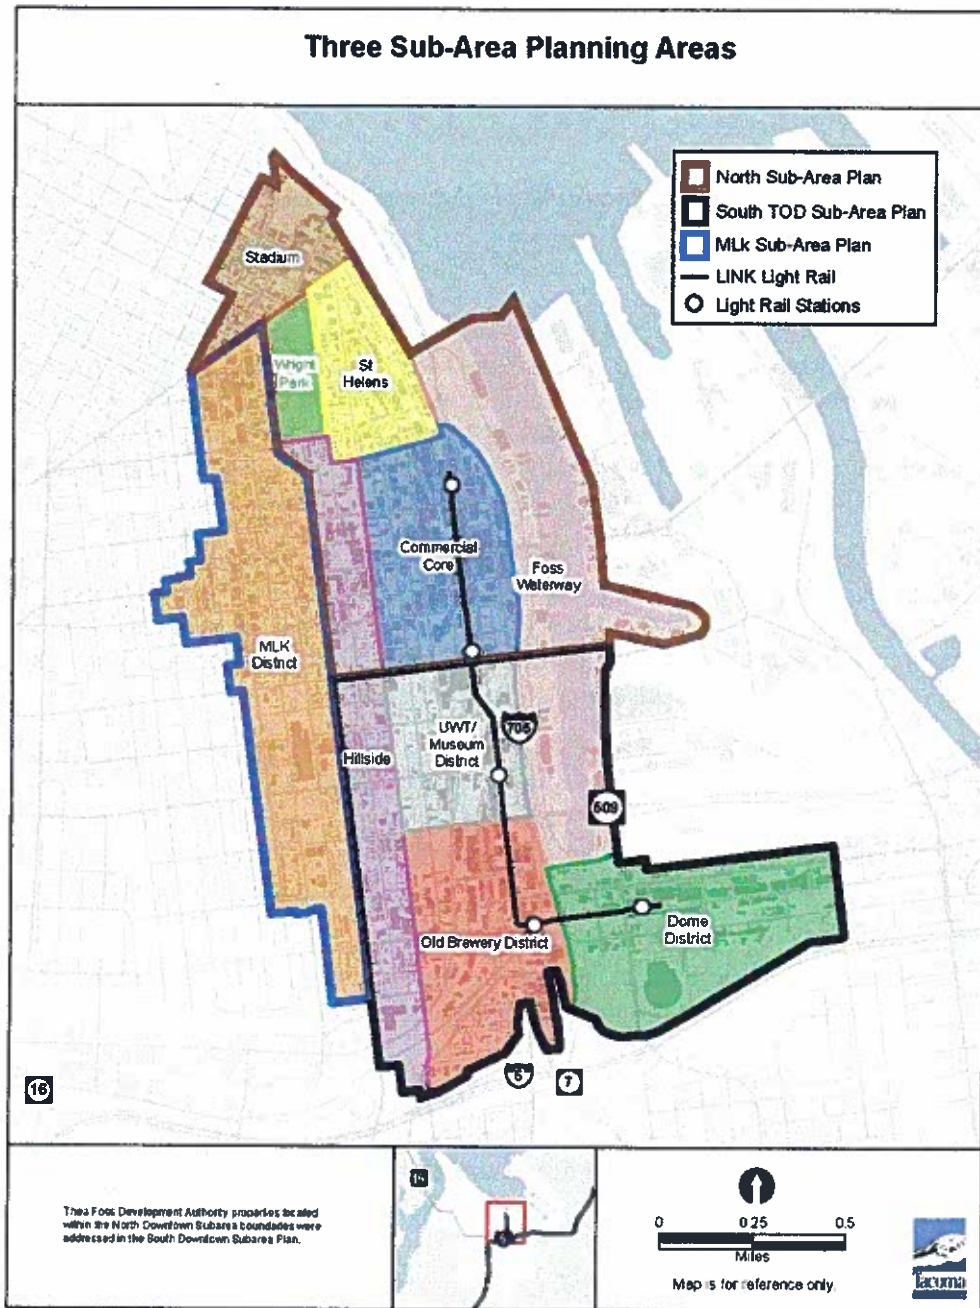 Three Sub-Area Planning Areas
North Sub-Area Plan
South TOD Sub-Area Plan
MLk Sub-Area Plan
LINK Light Rail
Light Rail Stations
Stadium
Wright
Park
St
Helens
Commercial
Core
Foss
Waterway
MLK
District
UWT/
Museum
District
705
Hillside
509
Dome
District
Old Brewery District
5
7
16
Thea Foss Development Authority properties located
within the North Downtown Subarea boundaries were
addressed in the South Downtown Subarea Plan.
16
0 0.25 0.5
Miles
Map is for reference only.
Tacoma